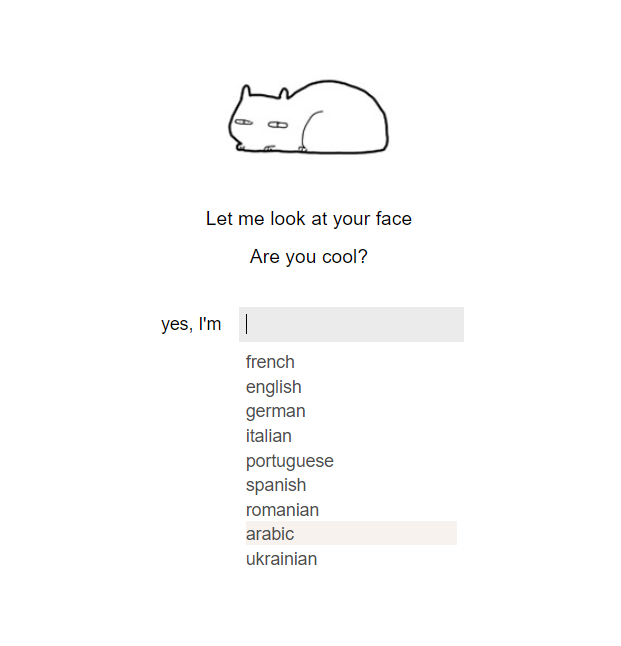 Let me look at your face
Are you cool?
yes, I'm
french
english
german
italian
portuguese
spanish
romanian
arabic
ukrainian